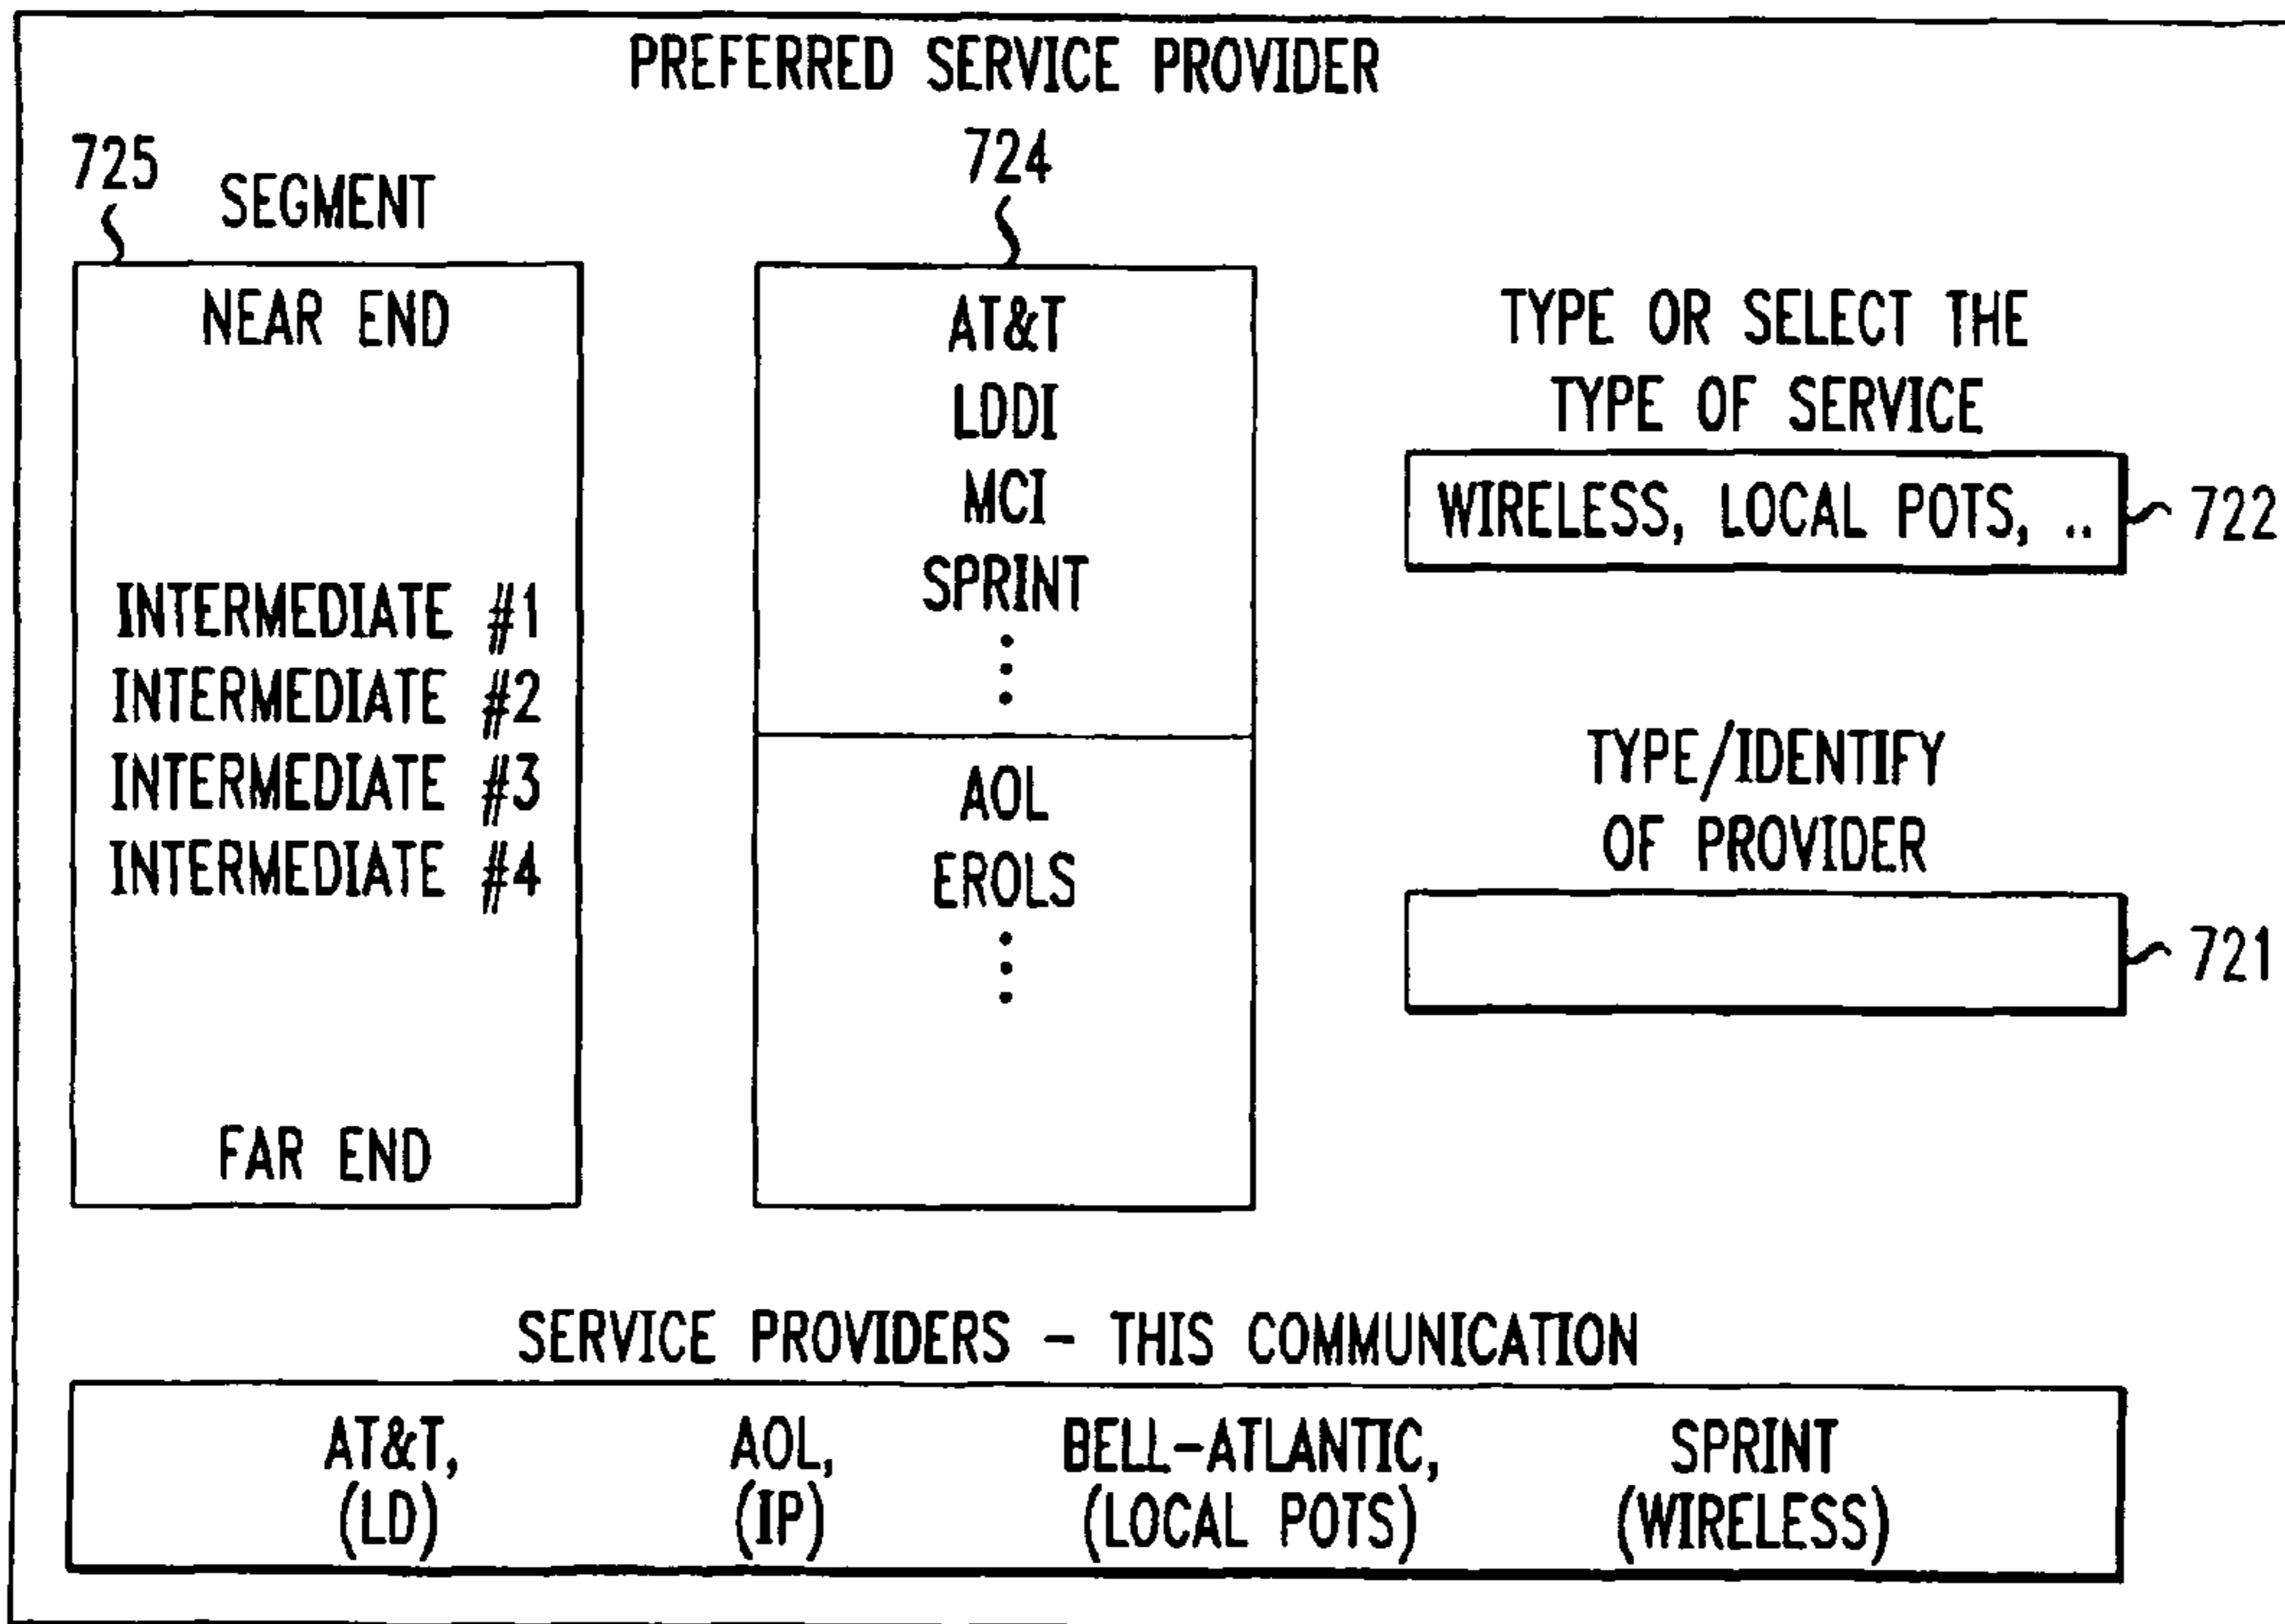 PREFERRED SERVICE PROVIDER
725
SEGMENT
NEAR END
INTERMEDIATE #1
INTERMEDIATE #2
INTERMEDIATE #3
INTERMEDIATE #4
FAR END
724
AT&T
LDDI
MCI
SPRINT
AOL
EROLS
TYPE OR SELECT THE
TYPE OF SERVICE
WIRELESS, LOCAL POTS, ..
722
TYPE/IDENTIFY
OF PROVIDER
721
SERVICE PROVIDERS - THIS COMMUNICATION
AT&T, AOL, BELL-ATLANTIC, SPRINT
(LD) (IP) (LOCAL POTS) (WIRELESS)